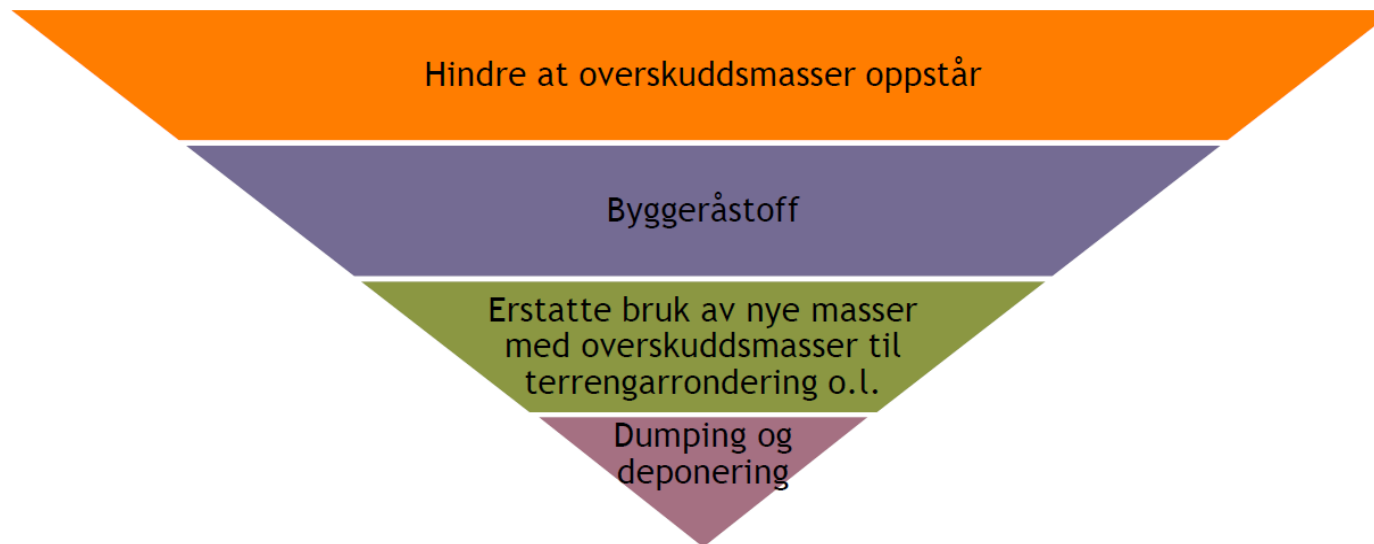 Hindre at overskuddsmasser oppstår
Byggeråstoff
Erstatte bruk av nye masser
med overskuddsmasser til
terrengarrondering o.l.
Dumping og
deponering